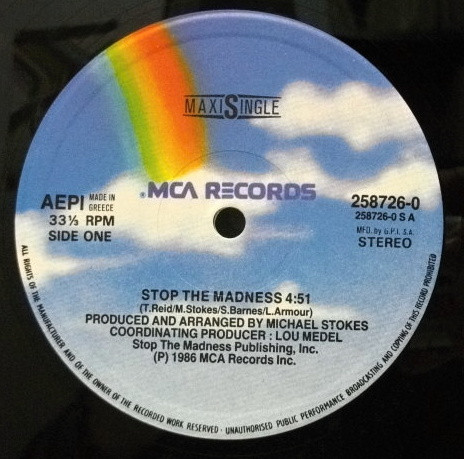 MAXISINGLE
MCA RECORDS
AEPI MADE IN GREECE
33⅓ RPM
SIDE ONE
258726-0
258726-0 S A
MFD. by G.P.I. S.A.
STEREO
STOP THE MADNESS 4:51
(T.Reid/M.Stokes/S.Barnes/L.Armour)
PRODUCED AND ARRANGED BY MICHAEL STOKES
COORDINATING PRODUCER : LOU MEDEL
Stop The Madness Publishing, Inc.
(P) 1986 MCA Records Inc.
ALL RIGHTS OF THE MANUFACTURER AND OF THE OWNER OF THE RECORDED WORK RESERVED · UNAUTHORISED PUBLIC PERFORMANCE BROADCASTING AND COPYING OF THIS RECORD PROHIBITED